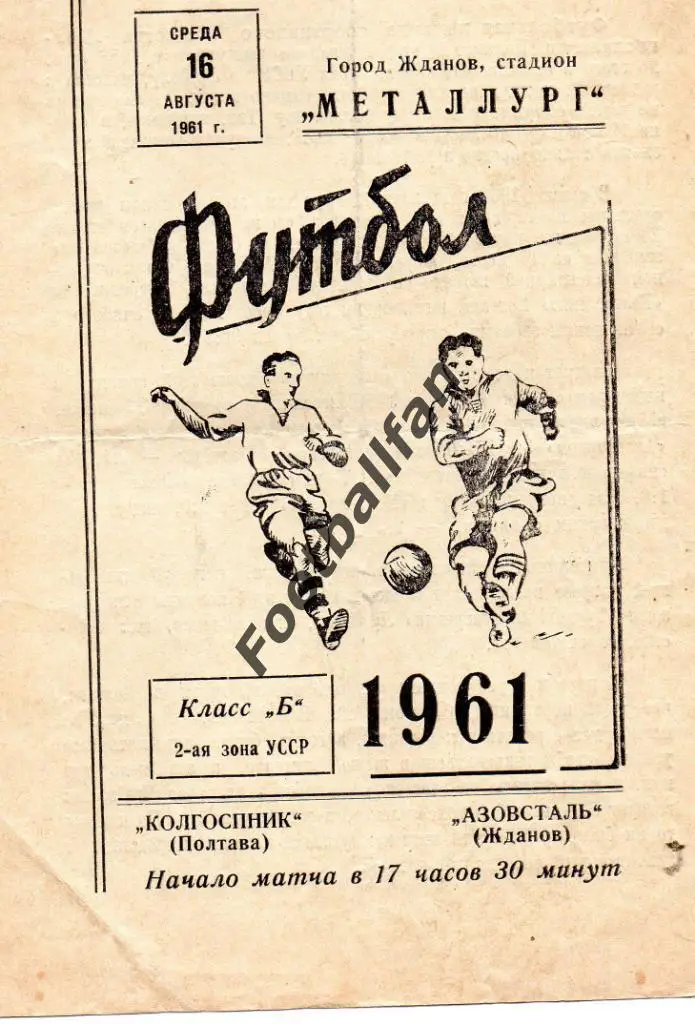 СРЕДА
16
АВГУСТА
1961 г.
Город Жданов, стадион
„МЕТАЛЛУРГ“
Футбол
Footballfan
Класс „Б“
2-ая зона УССР
1961
„КОЛГОСПНИК“
(Полтава)
„АЗОВСТАЛЬ“
(Жданов)
Начало матча в 17 часов 30 минут